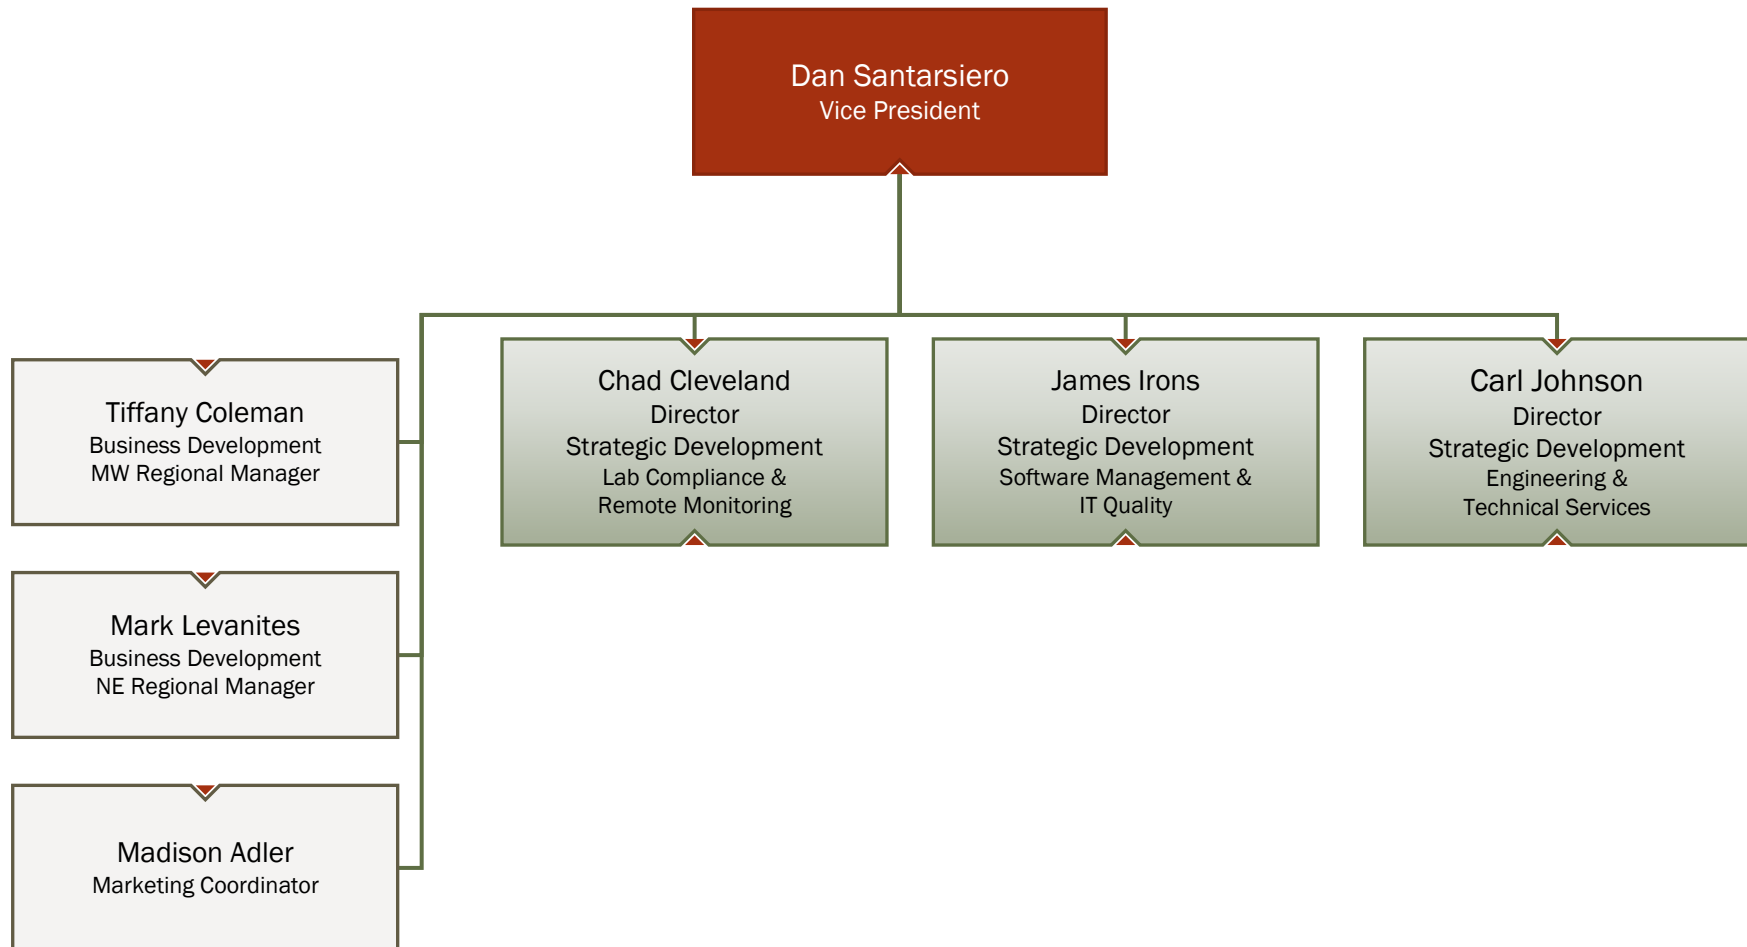 Dan Santarsiero
Vice President
Tiffany Coleman
Business Development
MW Regional Manager
Chad Cleveland
Director
Strategic Development
Lab Compliance &
Remote Monitoring
James Irons
Director
Strategic Development
Software Management &
IT Quality
Carl Johnson
Director
Strategic Development
Engineering &
Technical Services
Mark Levanites
Business Development
NE Regional Manager
Madison Adler
Marketing Coordinator